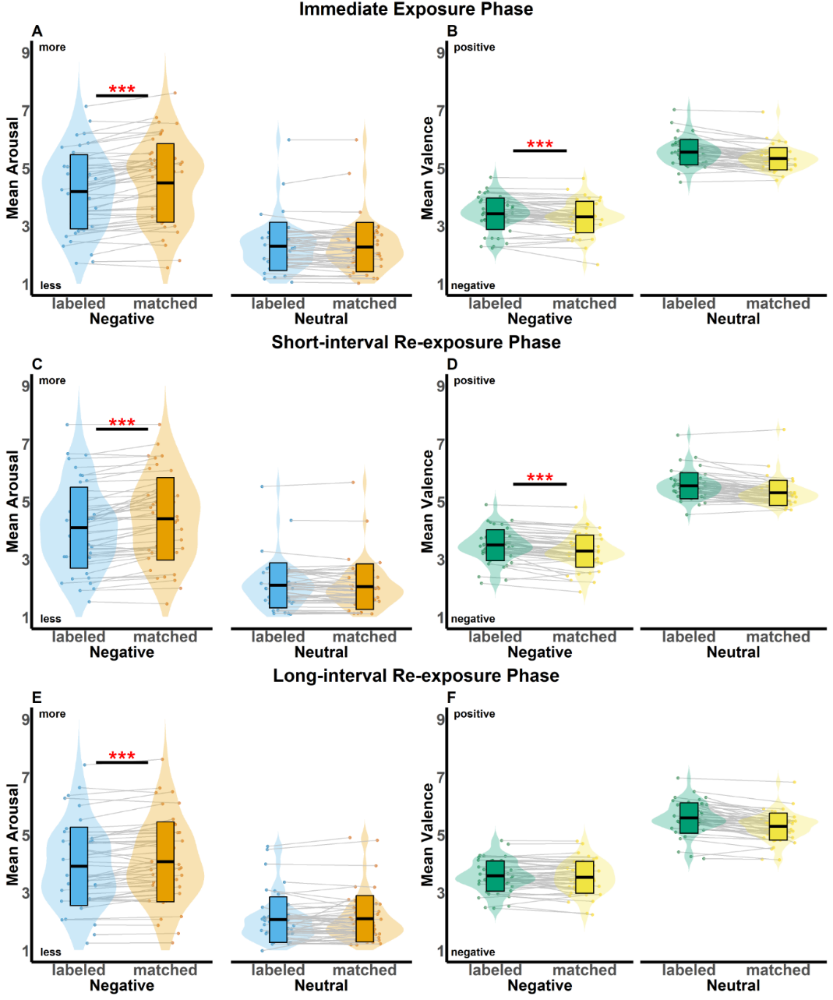 Immediate Exposure Phase
A
B
9
more
7
5
3
1
less
Mean Arousal
***
labeled matched
Negative
labeled matched
Neutral
9
positive
7
5
3
1
negative
Mean Valence
***
labeled matched
Negative
labeled matched
Neutral
Short-interval Re-exposure Phase
C
D
9
more
7
5
3
1
less
Mean Arousal
***
labeled matched
Negative
labeled matched
Neutral
9
positive
7
5
3
1
negative
Mean Valence
***
labeled matched
Negative
labeled matched
Neutral
Long-interval Re-exposure Phase
E
F
9
more
7
5
3
1
less
Mean Arousal
***
labeled matched
Negative
labeled matched
Neutral
9
positive
7
5
3
1
negative
Mean Valence
labeled matched
Negative
labeled matched
Neutral